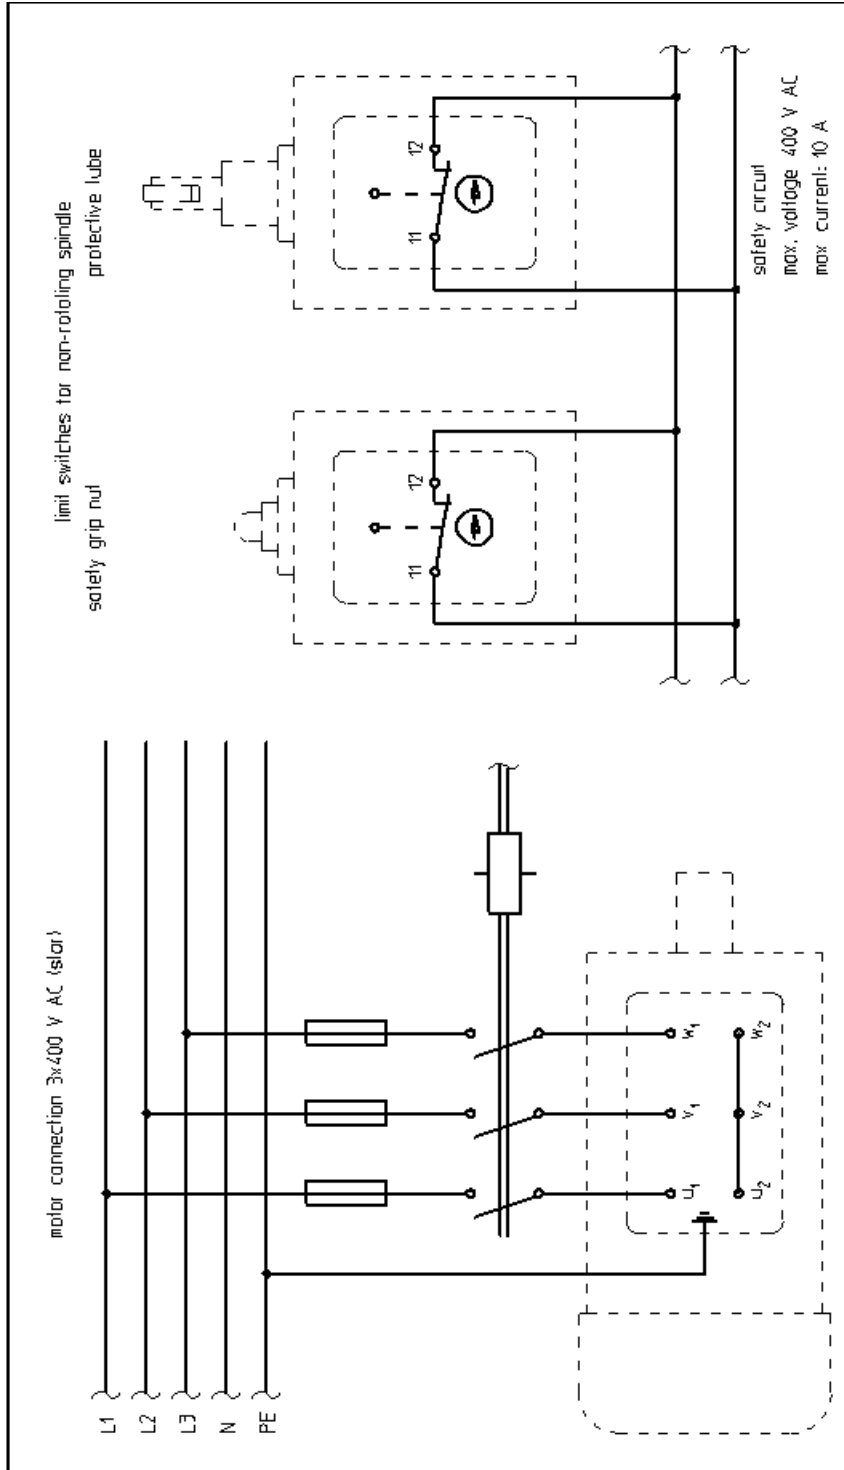 motor connection 3x400 V AC (star)
L1
L2
L3
N
PE
u1
v1
w1
u2
v2
w2
limit switches for non-rotating spindle
safety grip nut
protective tube
11
12
11
12
safety circuit
max. voltage 400 V AC
max current: 10 A